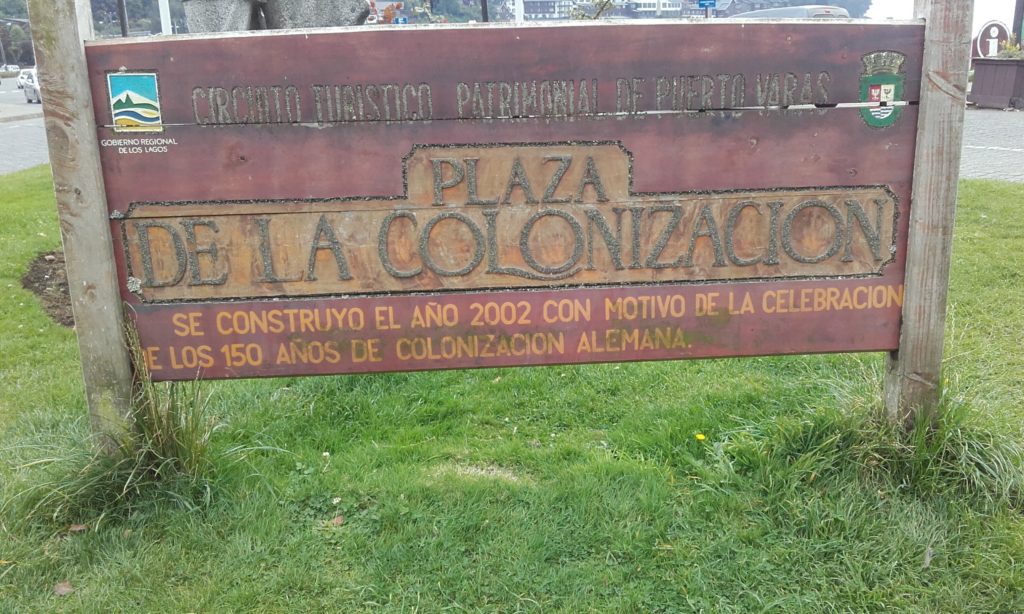 CIRCUITO TURISTICO PATRIMONIAL DE PUERTO VARAS
GOBIERNO REGIONAL
DE LOS LAGOS
PLAZA
DE LA COLONIZACION
SE CONSTRUYO EL AÑO 2002 CON MOTIVO DE LA CELEBRACION
DE LOS 150 AÑOS DE COLONIZACION ALEMANA.
i